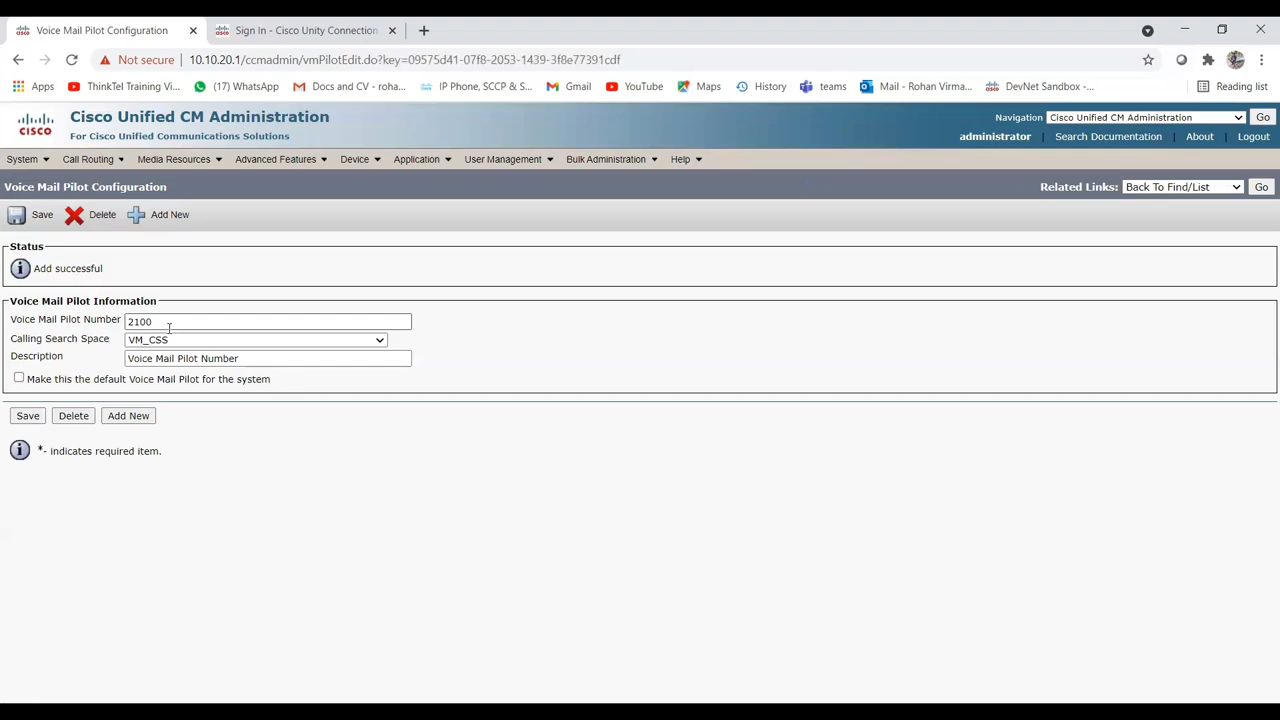 Voice Mail Pilot Configuration
Sign In - Cisco Unity Connection
Not secure
10.10.20.1/ccmadmin/vmPilotEdit.do?key=09575d41-07f8-2053-1439-3f8e77391cdf
Apps
ThinkTel Training Vi...
(17) WhatsApp
Docs and CV - roha...
IP Phone, SCCP & S...
Gmail
YouTube
Maps
History
teams
Mail - Rohan Virma...
DevNet Sandbox -...
Reading list
CISCO
Cisco Unified CM Administration
For Cisco Unified Communications Solutions
Navigation Cisco Unified CM Administration Go
administrator Search Documentation About Logout
System Call Routing Media Resources Advanced Features Device Application User Management Bulk Administration Help
Voice Mail Pilot Configuration
Related Links: Back To Find/List Go
Save Delete Add New
Status
i Add successful
Voice Mail Pilot Information
Voice Mail Pilot Number 2100
Calling Search Space VM_CSS
Description Voice Mail Pilot Number
Make this the default Voice Mail Pilot for the system
Save Delete Add New
i *- indicates required item.